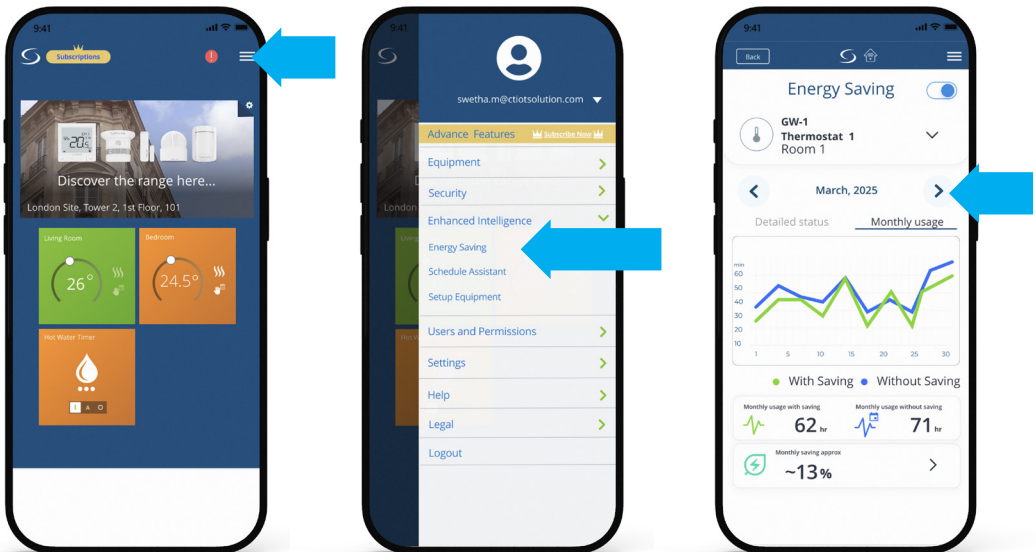 9:41
Subscriptions
Discover the range here...
London Site, Tower 2, 1st Floor, 101
Living Room
26°
Bedroom
24.5°
Hot Water Timer
I A O
9:41
swetha.m@ctiotsolution.com
Advance Features Subscribe Now
Equipment
Security
Enhanced Intelligence
Energy Saving
Schedule Assistant
Setup Equipment
Users and Permissions
Settings
Help
Legal
Logout
9:41
Back
Energy Saving
GW-1
Thermostat 1
Room 1
March, 2025
Detailed status Monthly usage
min
60
50
40
30
20
10
1 5 10 15 20 25 30
With Saving Without Saving
Monthly usage with saving
62 hr
Monthly usage without saving
71 hr
Monthly saving approx
~13%